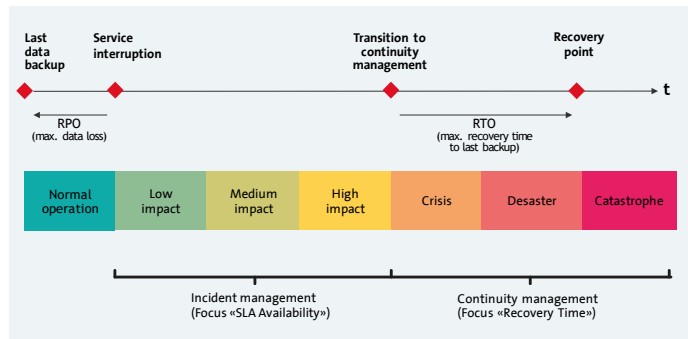 Last
data
backup
Service
interruption
Transition to
continuity
management
Recovery
point
t
RPO
(max. data loss)
RTO
(max. recovery time
to last backup)
Normal
operation
Low
impact
Medium
impact
High
impact
Crisis
Desaster
Catastrophe
Incident management
(Focus «SLA Availability»)
Continuity management
(Focus «Recovery Time»)